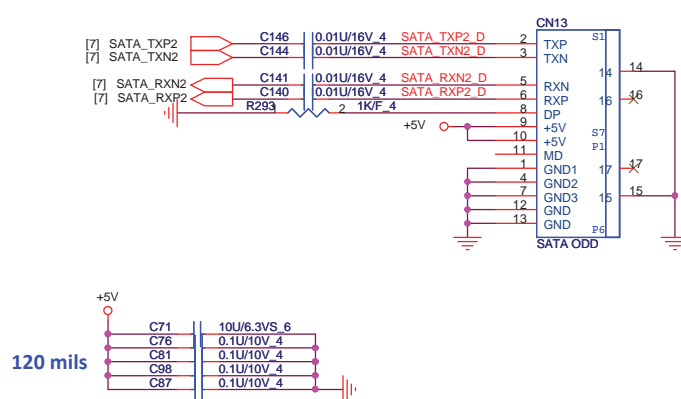 CN13
[7] SATA_TXP2 C146 0.01U/16V_4 SATA_TXP2_D 2 TXP S1
[7] SATA_TXN2 C144 0.01U/16V_4 SATA_TXN2_D 3 TXN
14 14
[7] SATA_RXN2 C141 0.01U/16V_4 SATA_RXN2_D 5 RXN
[7] SATA_RXP2 C140 0.01U/16V_4 SATA_RXP2_D 6 RXP 16 16
R293 1 2 1K/F_4 8 DP
+5V 9 +5V S7
10 +5V P1
11 MD
1 GND1 17 17
4 GND2
7 GND3 15 15
12 GND
13 GND P6
SATA ODD
+5V
C71 10U/6.3VS_6
C76 0.1U/10V_4
120 mils C81 0.1U/10V_4
C98 0.1U/10V_4
C87 0.1U/10V_4